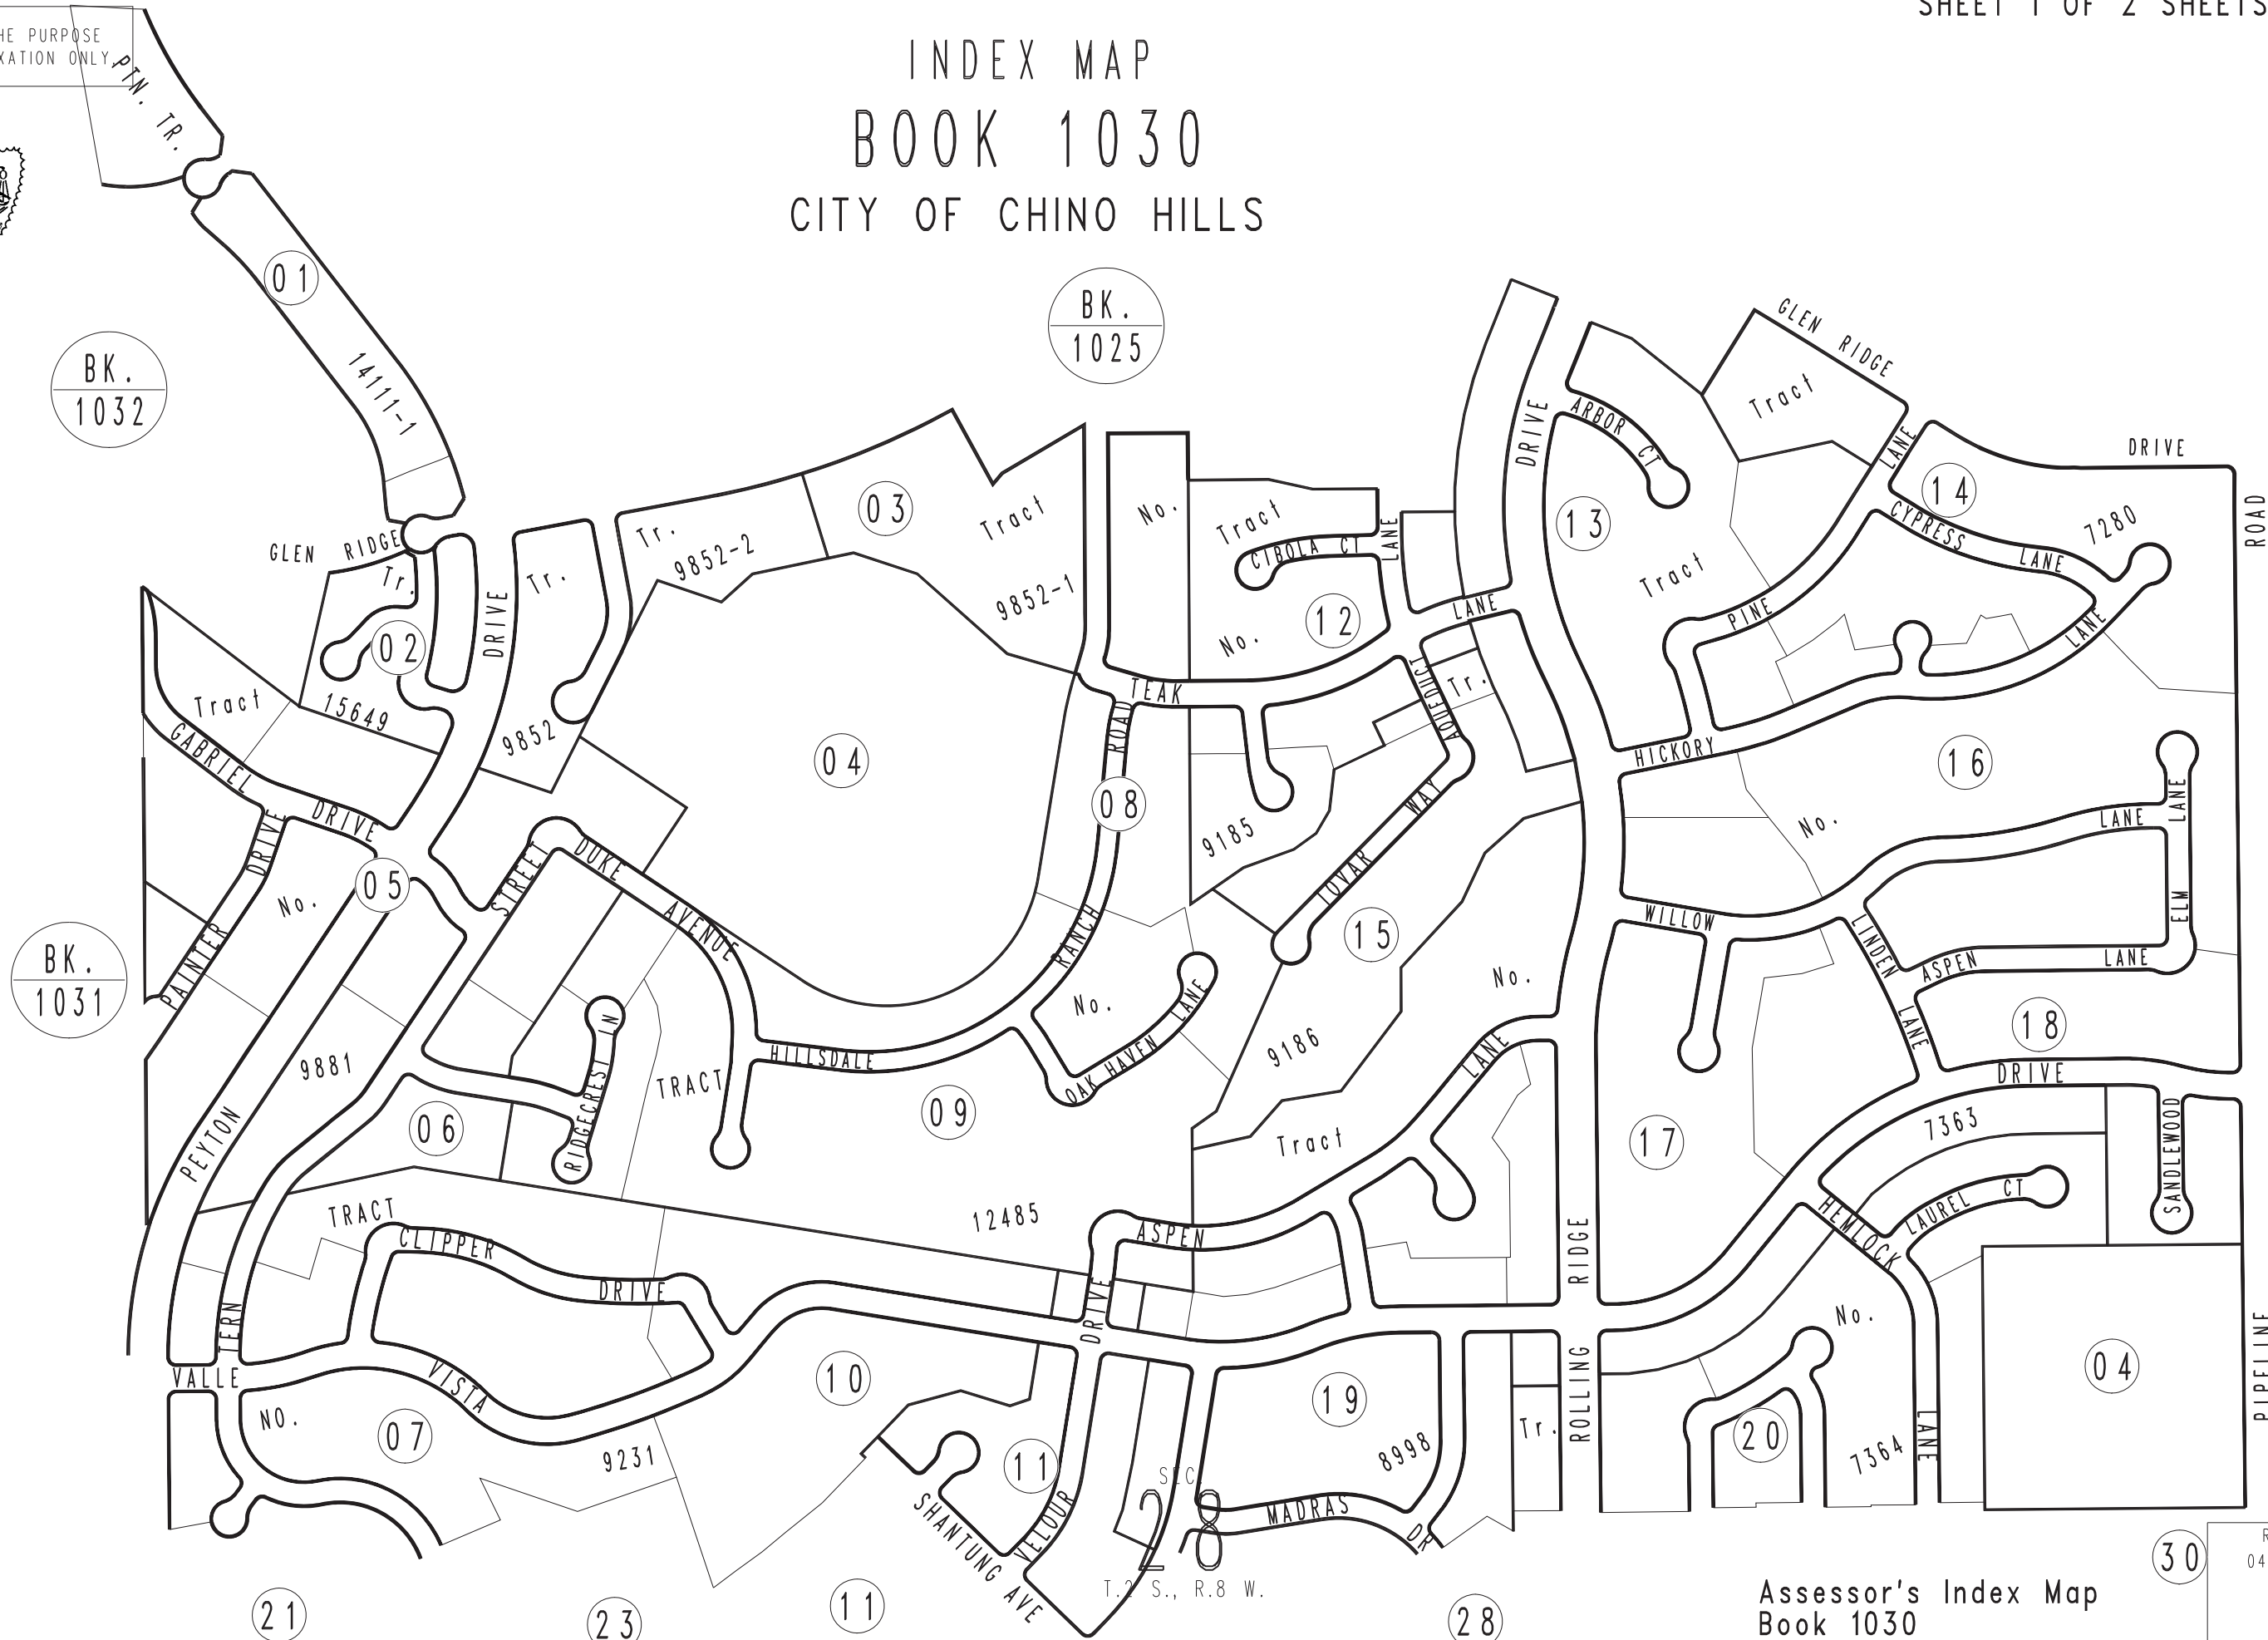 SHEET 1 OF 2 SHEETS
HE PURPOSE
XATION ONLY
INDEX MAP
BOOK 1030
CITY OF CHINO HILLS
PTN. TR.
01
14111-1
BK.
1032
BK.
1025
GLEN RIDGE
DRIVE
ROAD
Tract
ARBOR CT
DRIVE
13
LANE
14
CYPRESS LANE
7280
03
Tr.
9852-2
Tract
9852-1
No.
Tract
CIBOLA CT
LANE
12
No.
LANE
Tract
PINE
LANE
GLEN RIDGE
Tr.
02
15649
DRIVE
Tr.
9852
Tract
GABRIEL DRIVE
04
TEAK
ROAD
08
RANCH
AQUEDUCT
Tr.
TOVAR WAY
9185
HICKORY
16
No.
LANE
LANE
ELM
DRIVE
PAINTER
No.
05
STREET
DUKE AVENUE
BK.
1031
15
No.
WILLOW
LINDEN
LANE
ASPEN LANE
18
No.
OAK HAVEN LANE
9881
PEYTON
06
RIDGECREST LN
TRACT
HILLSDALE
09
9186
Tract
LANE
17
DRIVE
7363
SANDLEWOOD
LAUREL CT
HEMLOCK
TRACT
12485
CLIPPER
DRIVE
ASPEN
DRIVE
RIDGE
ROLLING
TERN
VALLE
VISTA
NO.
07
9231
10
11
SHANTUNG AVE
VELOUR
19
8998
MADRAS
DR
SEC.
28
T.2 S., R.8 W.
Tr.
No.
20
7364
LANE
04
PIPELINE
30
R
04
21
23
11
28
Assessor's Index Map
Book 1030